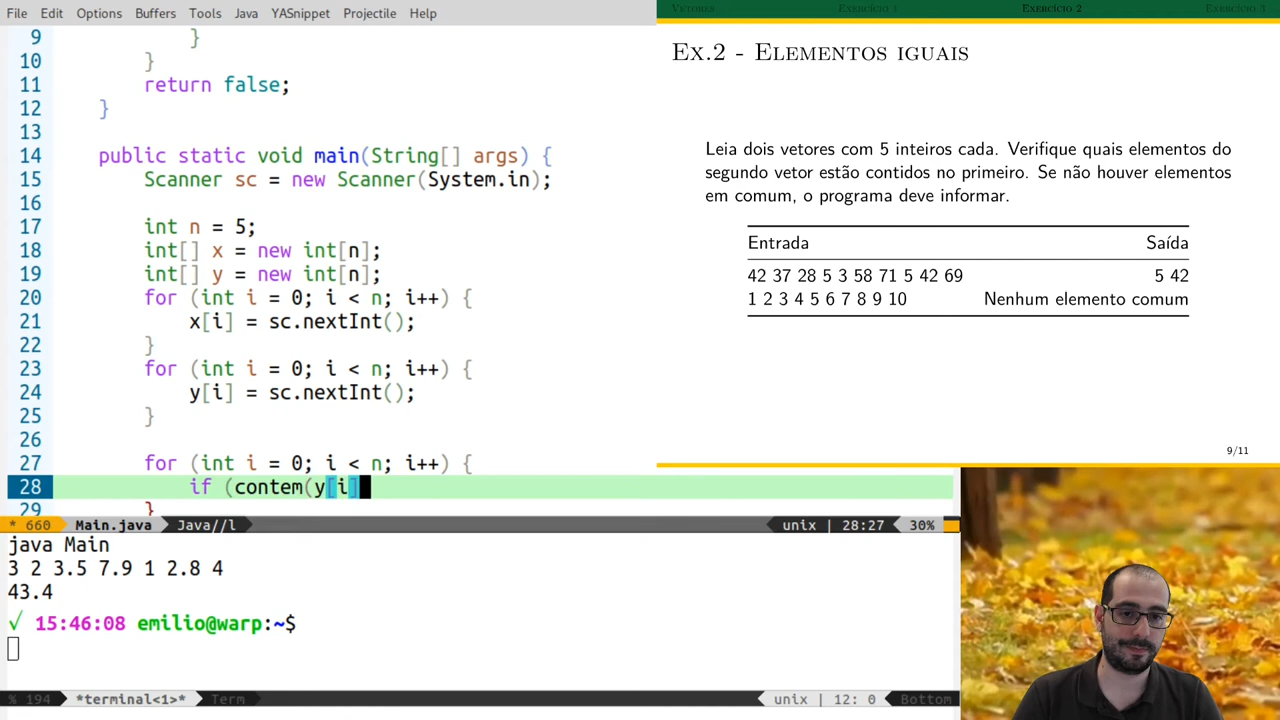 File Edit Options Buffers Tools Java YASnippet Projectile Help
9 }
10 }
11 return false;
12 }
13
14 public static void main(String[] args) {
15 Scanner sc = new Scanner(System.in);
16
17 int n = 5;
18 int[] x = new int[n];
19 int[] y = new int[n];
20 for (int i = 0; i < n; i++) {
21 x[i] = sc.nextInt();
22 }
23 for (int i = 0; i < n; i++) {
24 y[i] = sc.nextInt();
25 }
26
27 for (int i = 0; i < n; i++) {
28 if (contem(y[i]
29 }
* 660 Main.java Java//l unix | 28:27 30%
java Main
3 2 3.5 7.9 1 2.8 4
43.4
✓ 15:46:08 emilio@warp:~$
% 194 *terminal<1>* Term unix | 12: 0 Bottom
Vetores Exercício 1 Exercício 2 Exercício 3
Ex.2 - Elementos iguais
Leia dois vetores com 5 inteiros cada. Verifique quais elementos do
segundo vetor estão contidos no primeiro. Se não houver elementos
em comum, o programa deve informar.
Entrada Saída
42 37 28 5 3 58 71 5 42 69 5 42
1 2 3 4 5 6 7 8 9 10 Nenhum elemento comum
9/11